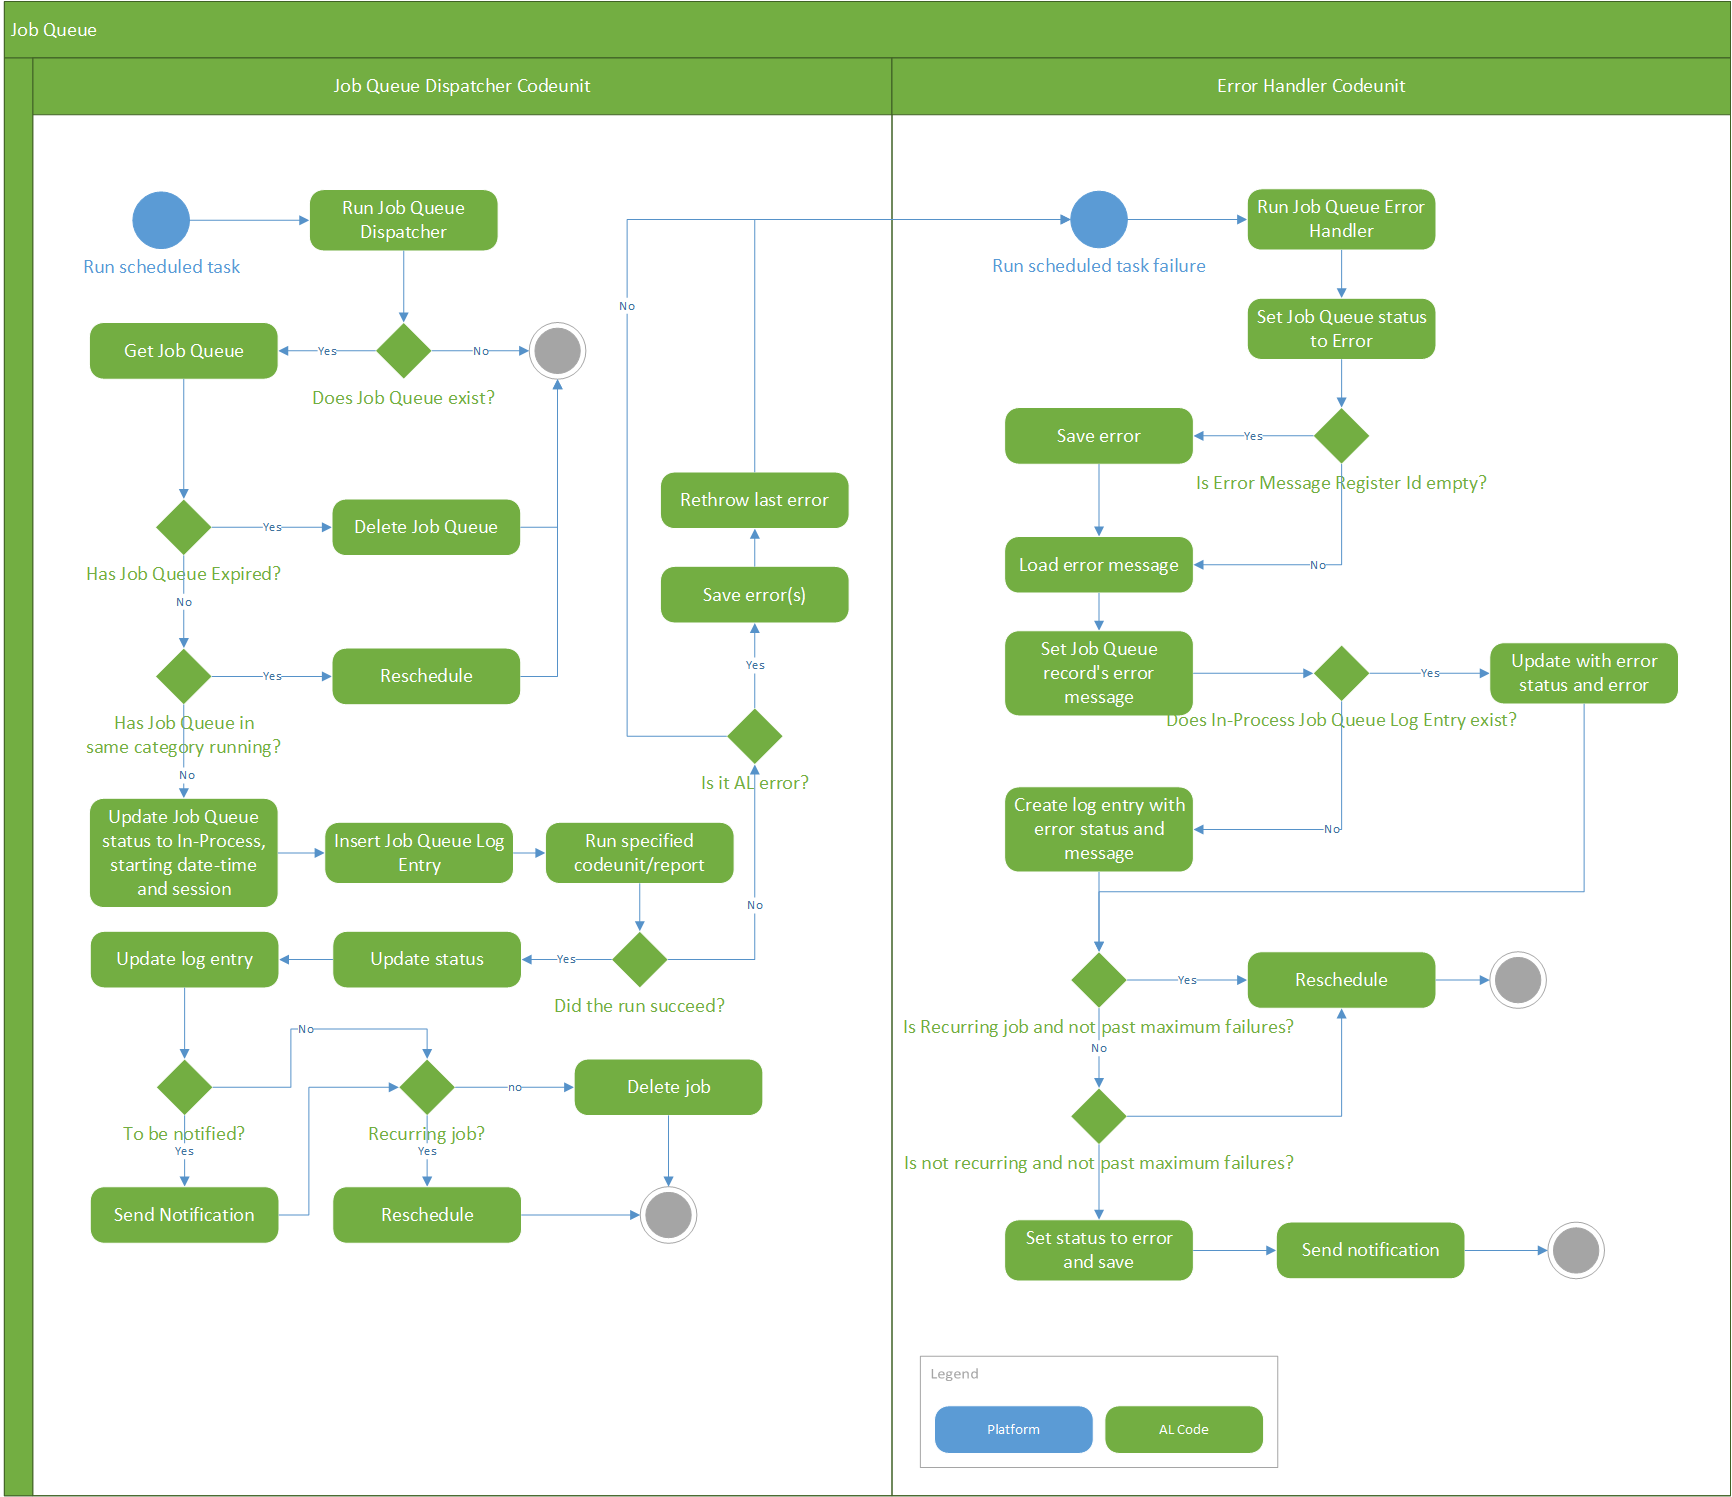 Job Queue
Job Queue Dispatcher Codeunit
Error Handler Codeunit
Run scheduled task
Run Job Queue
Dispatcher
Does Job Queue exist?
Yes
No
Get Job Queue
Has Job Queue Expired?
Yes
Delete Job Queue
No
Has Job Queue in
same category running?
Yes
Reschedule
No
Update Job Queue
status to In-Process,
starting date-time
and session
Insert Job Queue Log
Entry
Run specified
codeunit/report
Did the run succeed?
Yes
No
Update status
Update log entry
Is it AL error?
Yes
No
Save error(s)
Rethrow last error
To be notified?
No
Yes
Send Notification
Recurring job?
no
Yes
Delete job
Reschedule
Run scheduled task failure
Run Job Queue Error
Handler
Set Job Queue status
to Error
Is Error Message Register Id empty?
Yes
No
Save error
Load error message
Set Job Queue
record's error
message
Does In-Process Job Queue Log Entry exist?
Yes
No
Update with error
status and error
Create log entry with
error status and
message
Is Recurring job and not past maximum failures?
Yes
No
Reschedule
Is not recurring and not past maximum failures?
Set status to error
and save
Send notification
Legend
Platform
AL Code